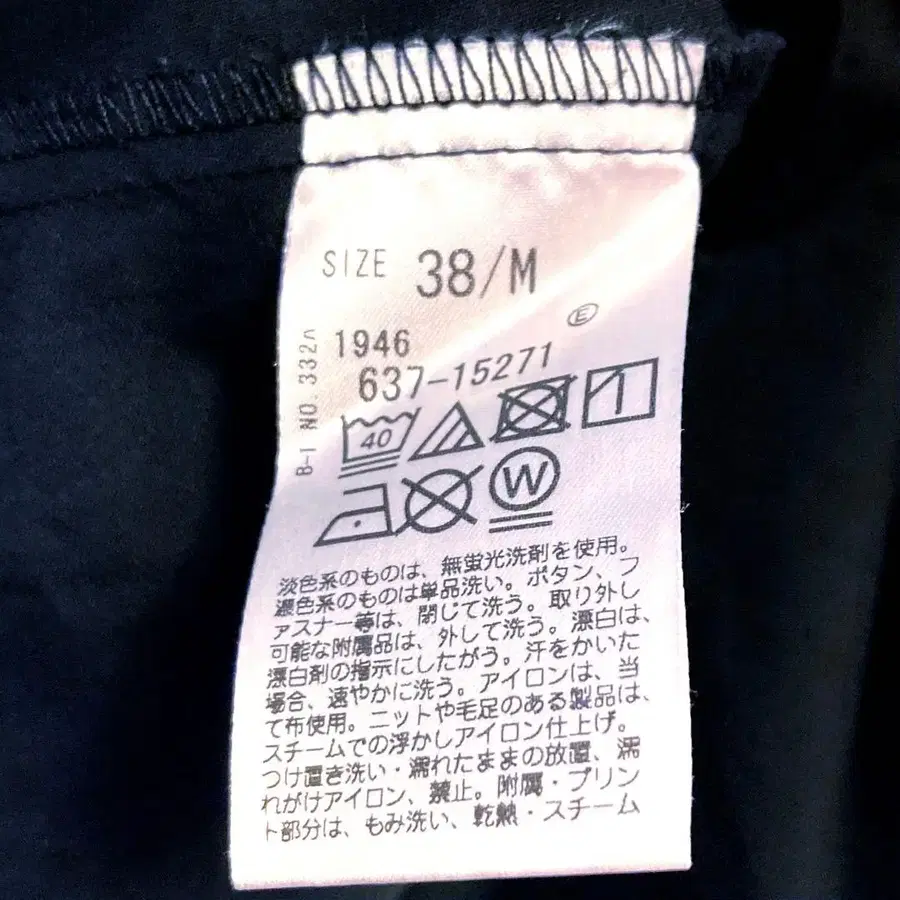 SIZE 38/M
E
B-I NO.332
1946
637-15271
40
W
淡色系のものは、無蛍光洗剤を使用。
濃色系のものは単品洗い。ボタン、フ
ァスナー等は、閉じて洗う。取り外し
可能な附属品は、外して洗う。漂白は、
漂白剤の指示にしたがう。汗をかいた
場合、速やかに洗う。アイロンは、当
て布使用。ニットや毛足のある製品は、
スチームでの浮かしアイロン仕上げ。
つけ置き洗い・濡れたままの放置、濡
れがけアイロン、禁止。附属・プリン
ト部分は、もみ洗い、乾熱・スチーム